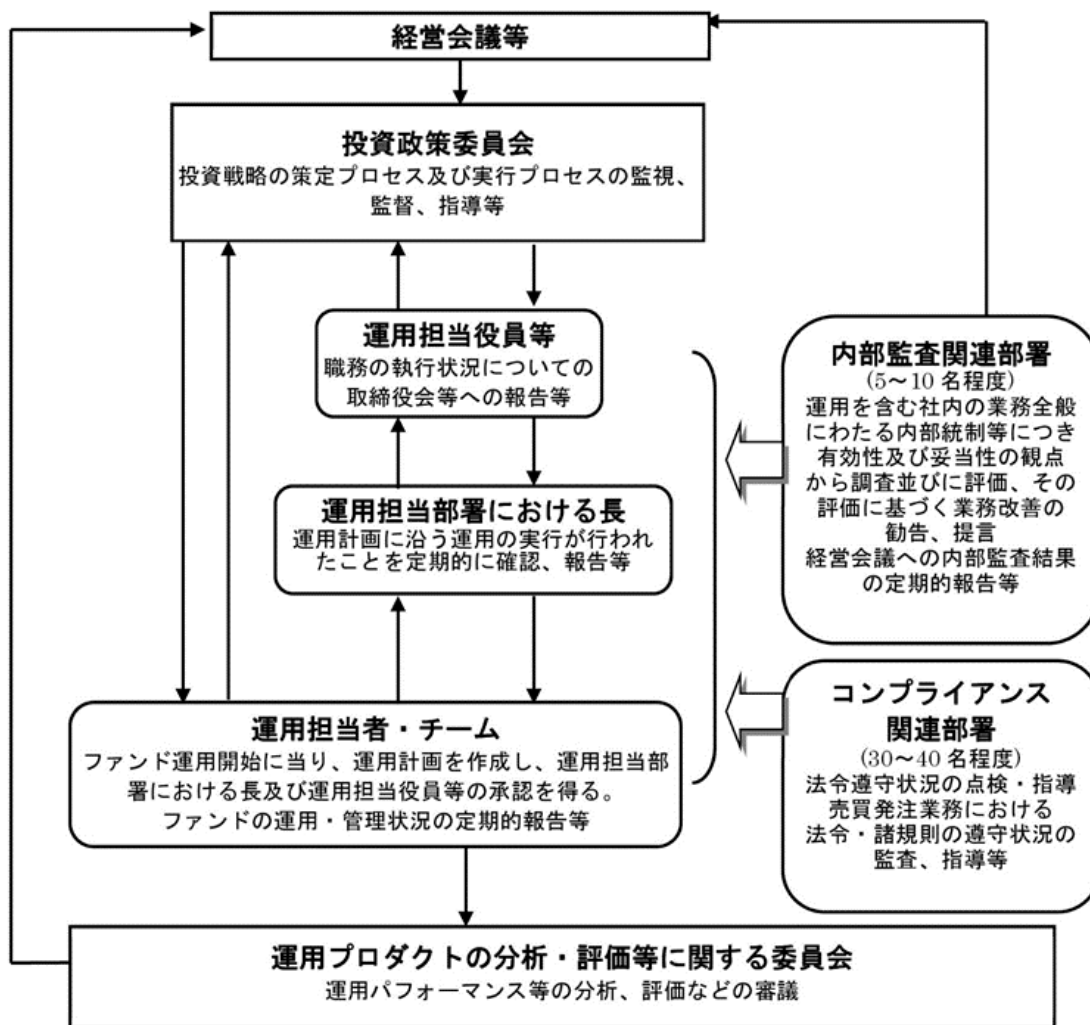 経営会議等
投資政策委員会
投資戦略の策定プロセス及び実行プロセスの監視、
監督、指導等
運用担当役員等
職務の執行状況についての
取締役会等への報告等
運用担当部署における長
運用計画に沿う運用の実行が行われ
たことを定期的に確認、報告等
運用担当者・チーム
ファンド運用開始に当り、運用計画を作成し、運用担当部
署における長及び運用担当役員等の承認を得る。
ファンドの運用・管理状況の定期的報告等
内部監査関連部署
(5～10 名程度)
運用を含む社内の業務全般
にわたる内部統制等につき
有効性及び妥当性の観点
から調査並びに評価、その
評価に基づく業務改善の
勧告、提言
経営会議への内部監査結果
の定期的報告等
コンプライアンス
関連部署
(30～40 名程度)
法令遵守状況の点検・指導
売買発注業務における
法令・諸規則の遵守状況の
監査、指導等
運用プロダクトの分析・評価等に関する委員会
運用パフォーマンス等の分析、評価などの審議